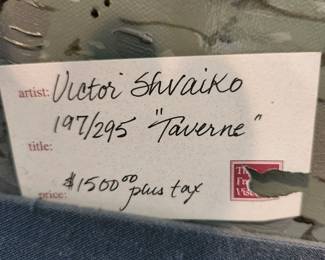 artist: Victor Shvaiko
197/295 "Taverne"
title:
price: $1500.00 plus tax